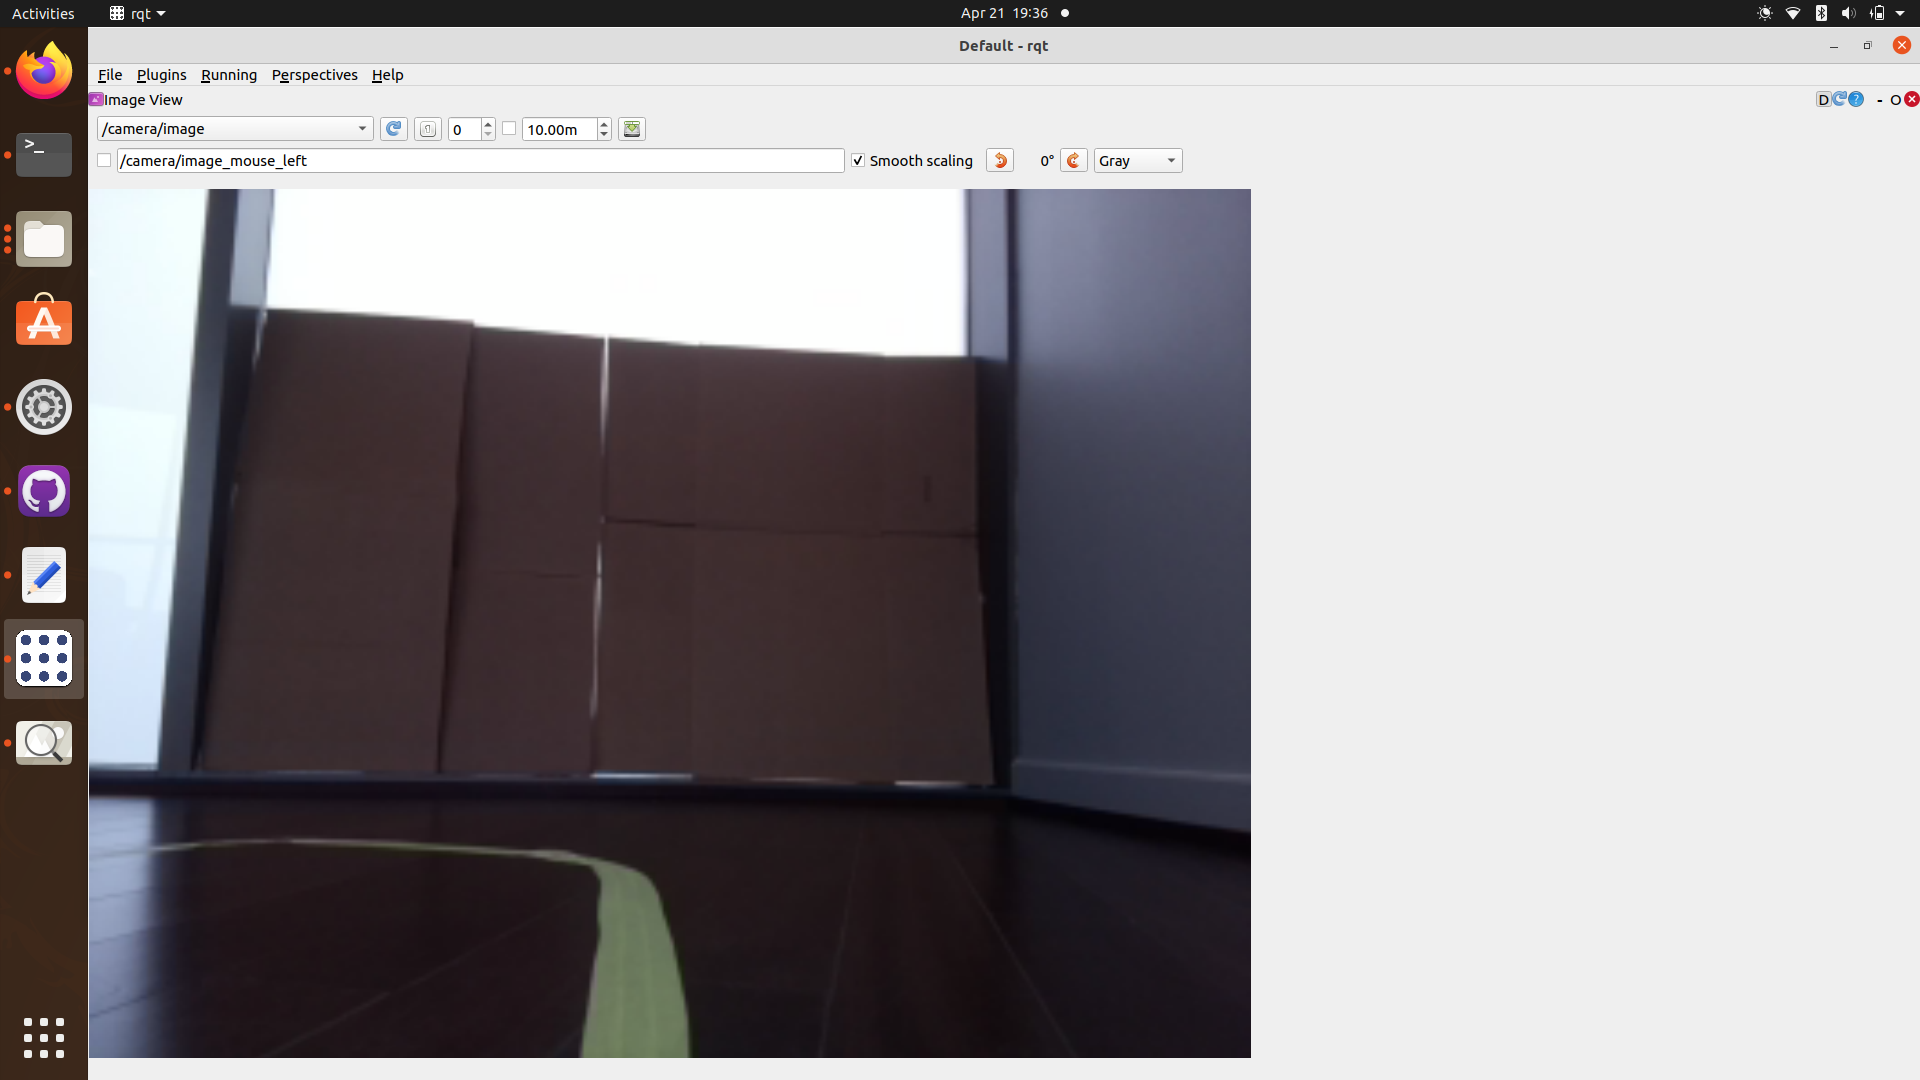 Activities
rqt
Apr 21 19:36
Default - rqt
File Plugins Running Perspectives Help
Image View
D
- O
/camera/image
0
10.00m
/camera/image_mouse_left
Smooth scaling
0°
Gray